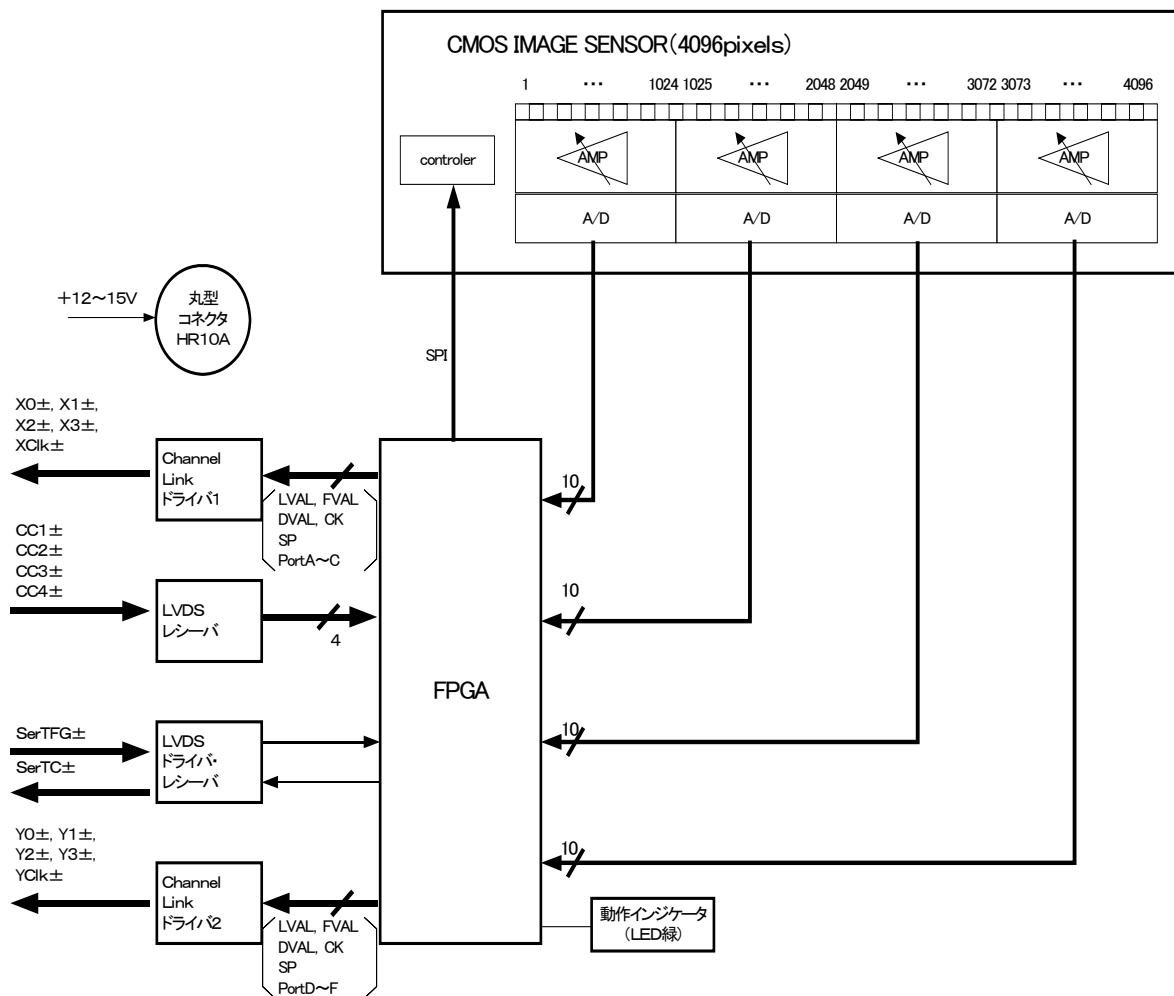 CMOS IMAGE SENSOR(4096pixels)
1 ··· 1024 1025 ··· 2048 2049 ··· 3072 3073 ··· 4096
controler
AMP AMP AMP AMP
A/D A/D A/D A/D
+12～15V
丸型
コネクタ
HR10A
SPI
X0±, X1±,
X2±, X3±,
XClk±
Channel
Link
ドライバ1
LVAL, FVAL
DVAL, CK
SP
PortA～C
10
CC1±
CC2±
CC3±
CC4±
LVDS
レシーバ
4
10
FPGA
SerTFG±
SerTC±
LVDS
ドライバ・
レシーバ
10
Y0±, Y1±,
Y2±, Y3±,
YClk±
Channel
Link
ドライバ2
LVAL, FVAL
DVAL, CK
SP
PortD～F
10
動作インジケータ
(LED緑)